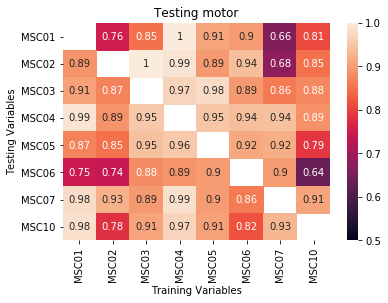 Testing motor
MSC01 0.76 0.85 1 0.91 0.9 0.66 0.81
MSC02 0.89 1 0.99 0.89 0.94 0.68 0.85
MSC03 0.91 0.87 0.97 0.98 0.89 0.86 0.88
MSC04 0.99 0.89 0.95 0.95 0.94 0.94 0.89
MSC05 0.87 0.85 0.95 0.96 0.92 0.92 0.79
MSC06 0.75 0.74 0.88 0.89 0.9 0.9 0.64
MSC07 0.98 0.93 0.89 0.99 0.9 0.86 0.91
MSC10 0.98 0.78 0.91 0.97 0.91 0.82 0.93
MSC01 MSC02 MSC03 MSC04 MSC05 MSC06 MSC07 MSC10
Training Variables
Testing Variables
1.0
0.9
0.8
0.7
0.6
0.5